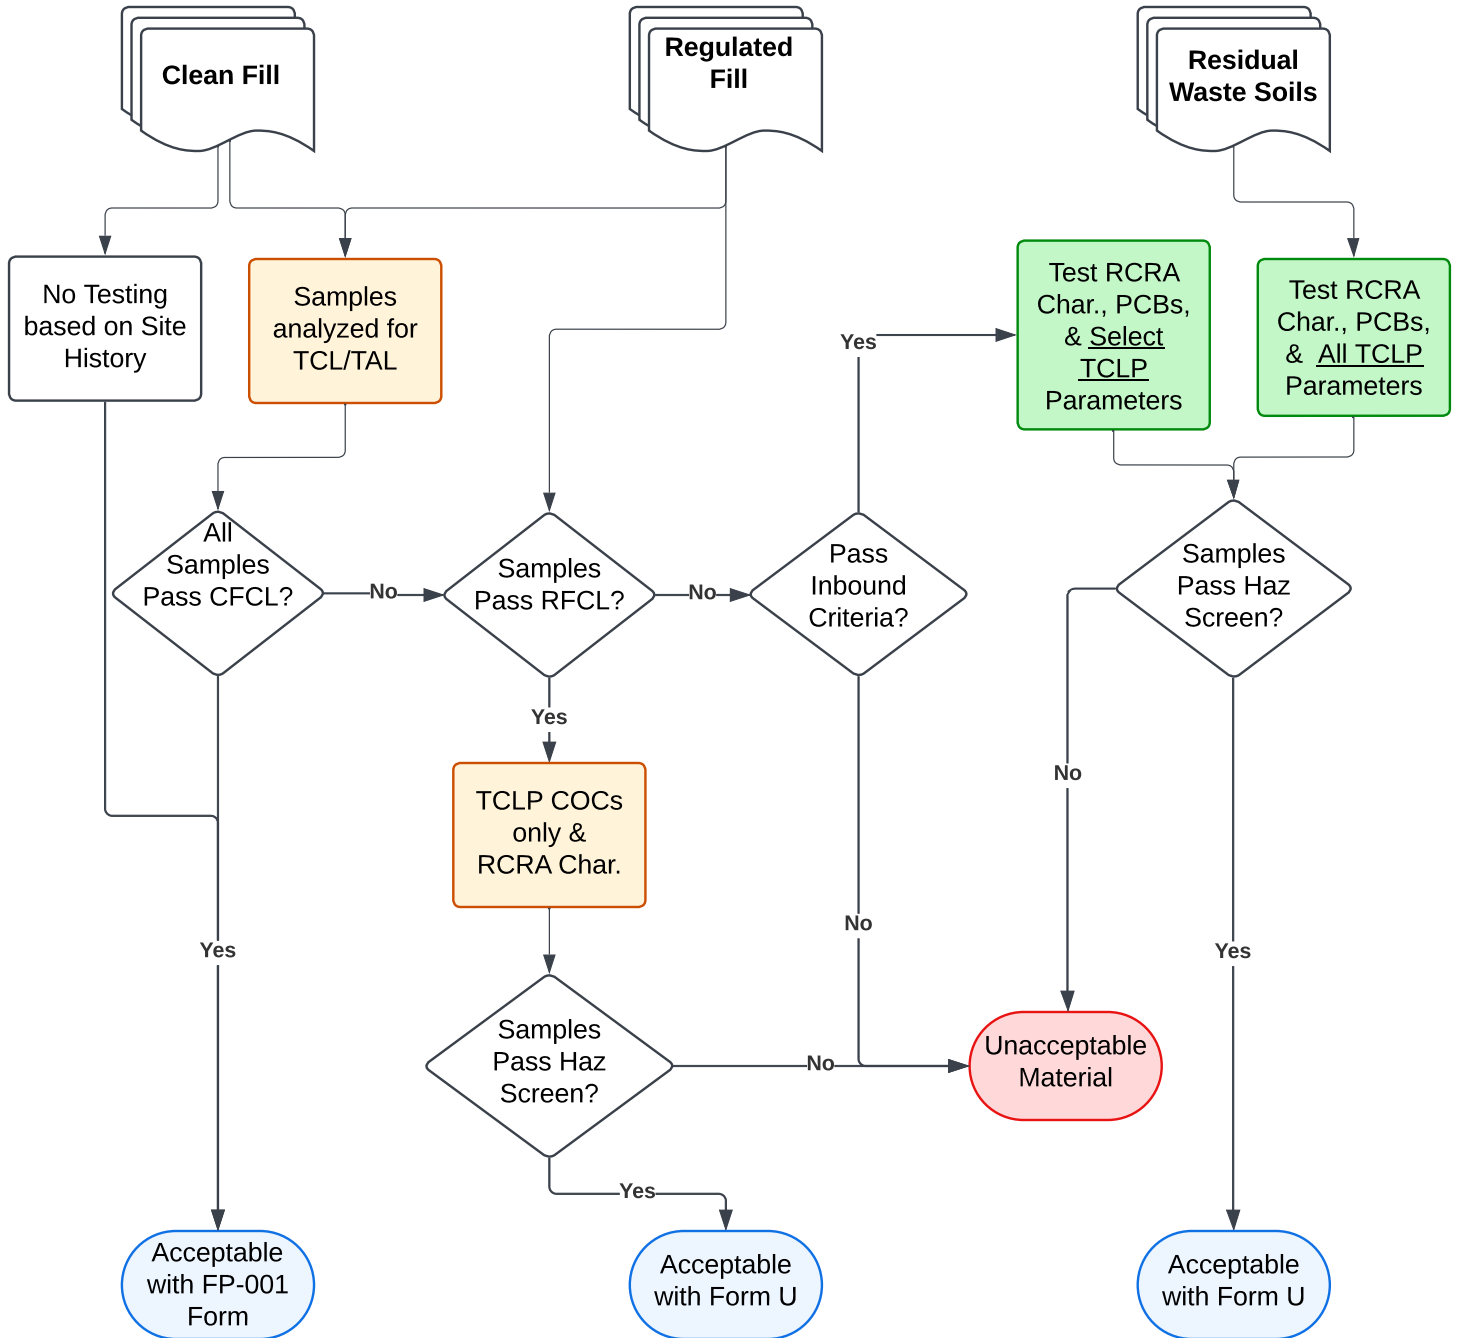 Clean Fill
Regulated
Fill
Residual
Waste Soils
No Testing
based on Site
History
Samples
analyzed for
TCL/TAL
Yes
Test RCRA
Char., PCBs,
& Select
TCLP
Parameters
Test RCRA
Char., PCBs,
& All TCLP
Parameters
All
Samples
Pass CFCL?
No
Samples
Pass RFCL?
No
Pass
Inbound
Criteria?
Samples
Pass Haz
Screen?
Yes
No
TCLP COCs
only &
RCRA Char.
Yes
No
Yes
Samples
Pass Haz
Screen?
No
Unacceptable
Material
Yes
Acceptable
with FP-001
Form
Acceptable
with Form U
Acceptable
with Form U